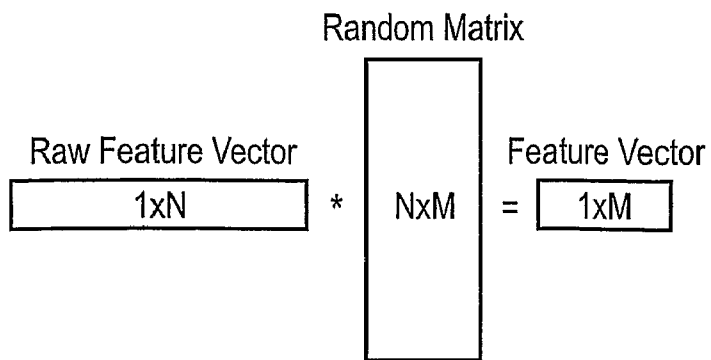 Random Matrix
Raw Feature Vector
Feature Vector
1xN * NxM = 1xM